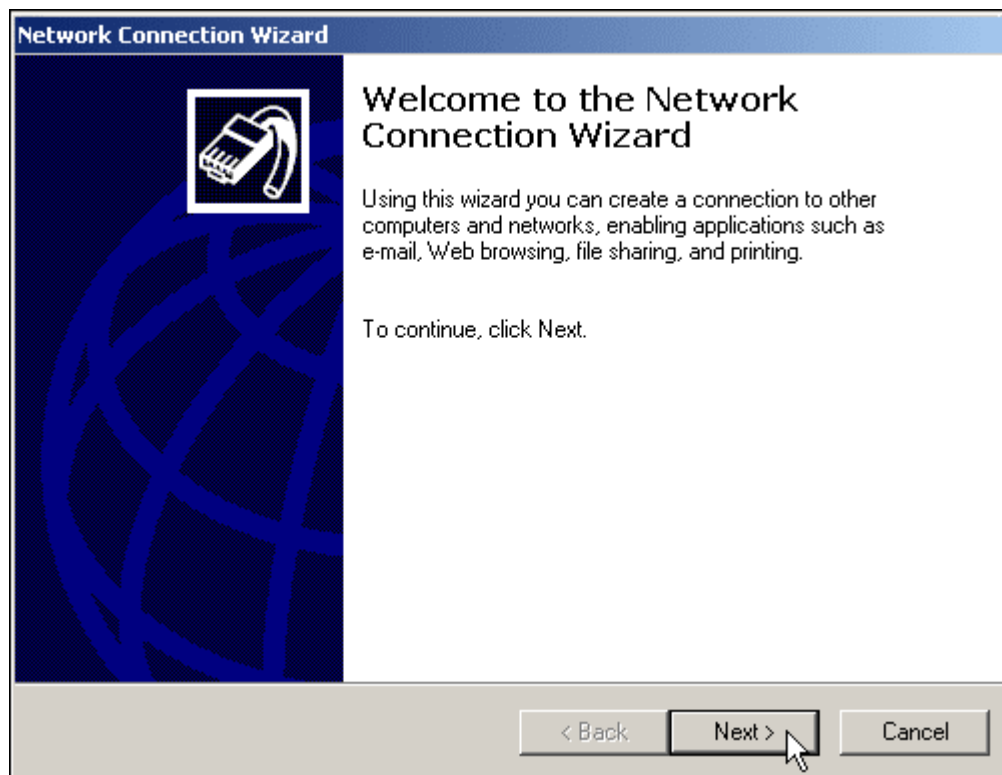 Network Connection Wizard
Welcome to the Network
Connection Wizard
Using this wizard you can create a connection to other
computers and networks, enabling applications such as
e-mail, Web browsing, file sharing, and printing.
To continue, click Next.
< Back
Next >
Cancel